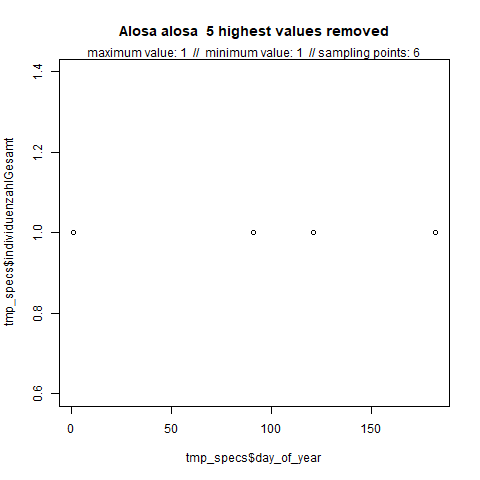 Alosa alosa  5 highest values removed
maximum value: 1  //  minimum value: 1  // sampling points: 6
tmp_specs$individuenzahlGesamt
1.4
1.2
1.0
0.8
0.6
0
50
100
150
tmp_specs$day_of_year